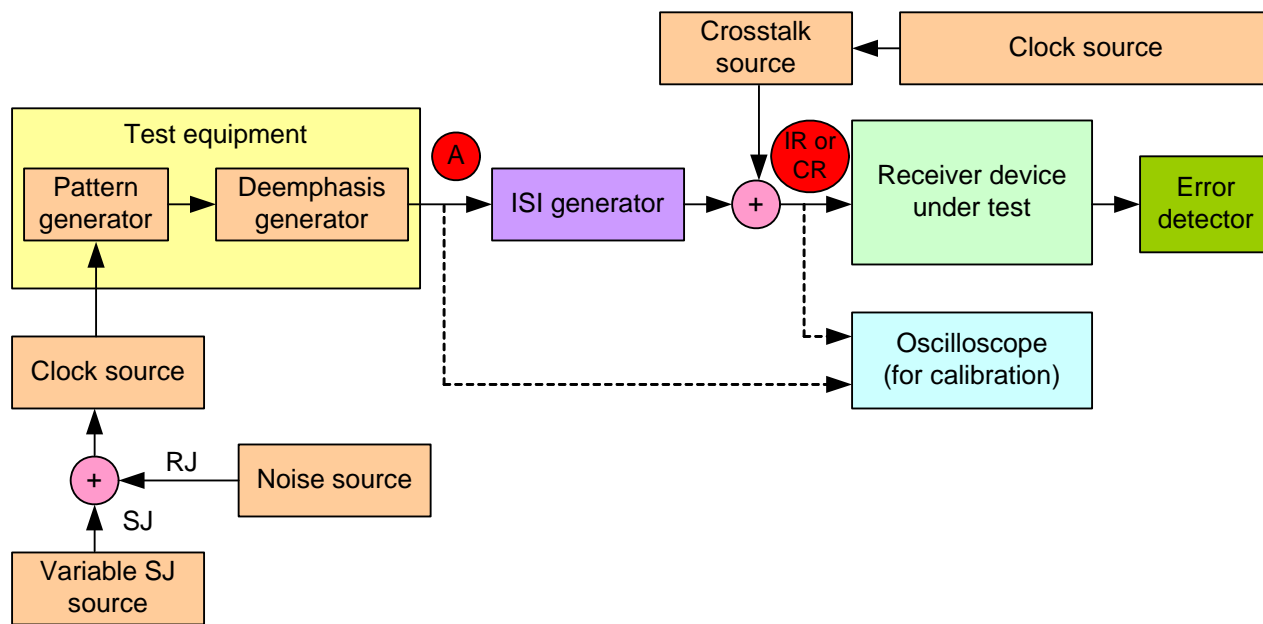 Crosstalk
source
Clock source
Test equipment
Pattern
generator
Deemphasis
generator
A
ISI generator
+
IR or
CR
Receiver device
under test
Error
detector
Clock source
Oscilloscope
(for calibration)
+
RJ
Noise source
SJ
Variable SJ
source